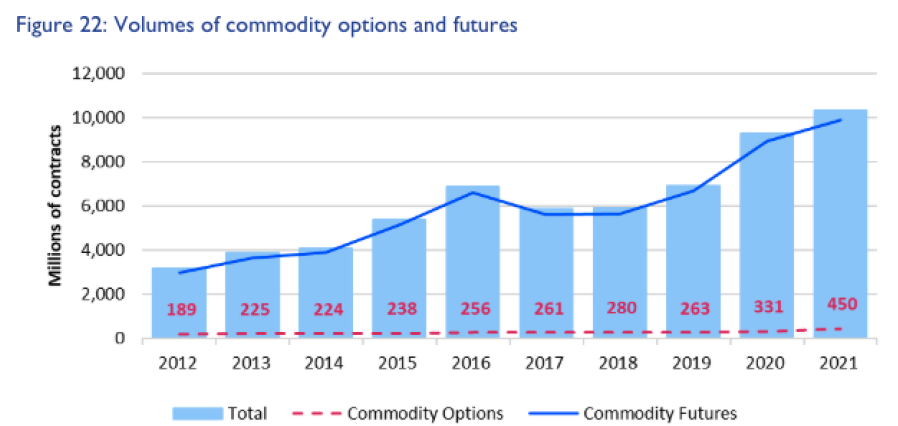 Figure 22: Volumes of commodity options and futures
12,000
10,000
8,000
6,000
4,000
2,000
0
Millions of contracts
189 225 224 238 256 261 280 263 331 450
2012 2013 2014 2015 2016 2017 2018 2019 2020 2021
Total Commodity Options Commodity Futures